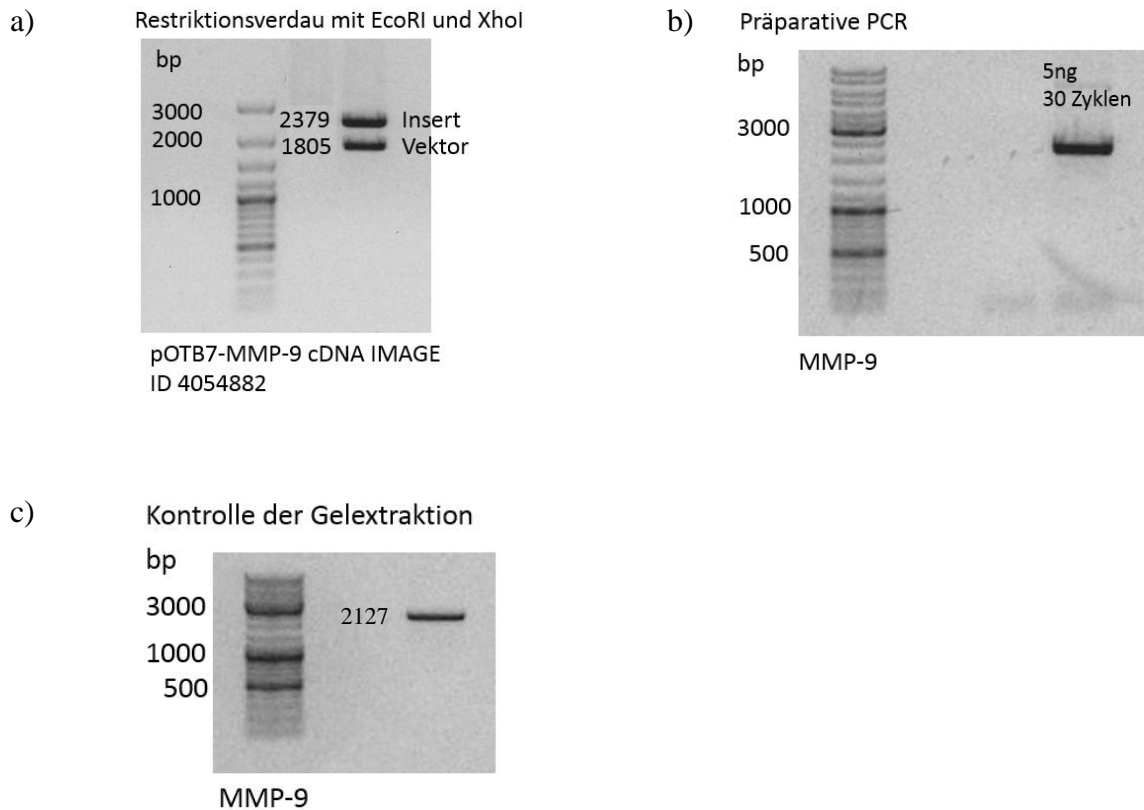 a)
Restriktionsverdau mit EcoRI und XhoI
bp
3000
2379 Insert
2000
1805 Vektor
1000
pOTB7-MMP-9 cDNA IMAGE
ID 4054882
b)
Präparative PCR
bp
5ng
30 Zyklen
3000
1000
500
MMP-9
c)
Kontrolle der Gelextraktion
bp
3000
2127
1000
500
MMP-9